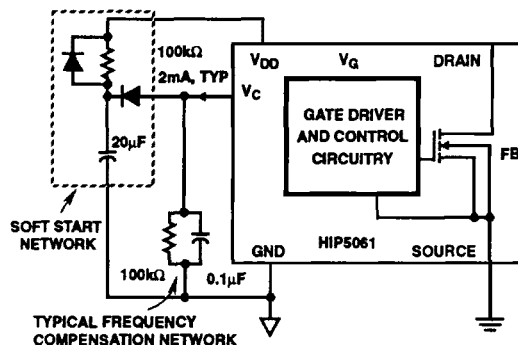 100kΩ
2mA, TYP
VDD
VG
DRAIN
VC
GATE DRIVER
AND CONTROL
CIRCUITRY
FB
20µF
SOFT START
NETWORK
GND
HIP5061
SOURCE
100kΩ
0.1µF
TYPICAL FREQUENCY
COMPENSATION NETWORK